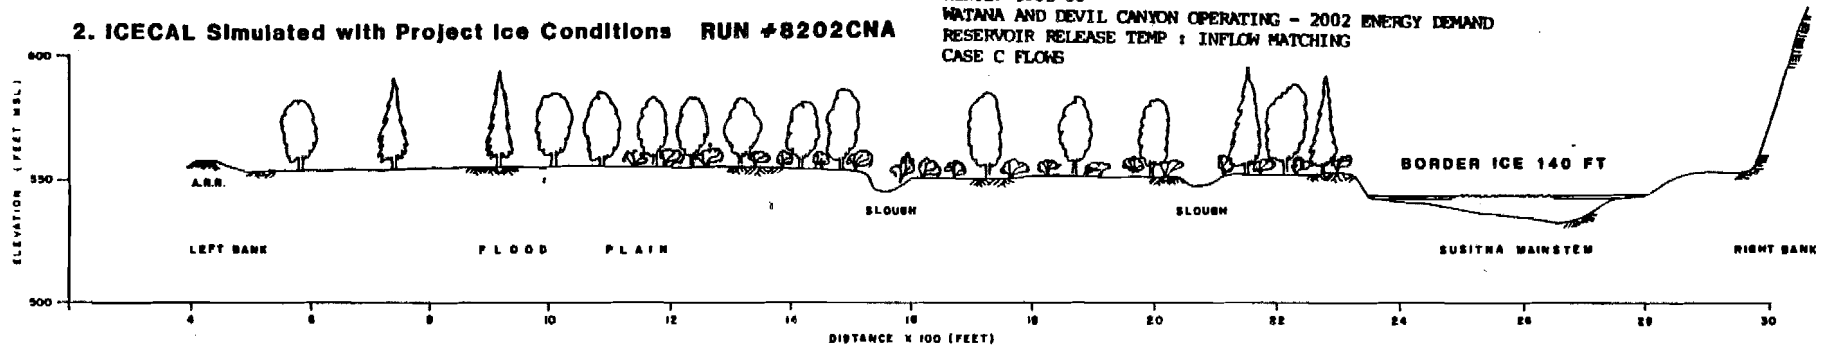 2. ICECAL Simulated with Project Ice Conditions RUN #8202CNA
WATANA AND DEVIL CANYON OPERATING - 2002 ENERGY DEMAND
RESERVOIR RELEASE TEMP : INFLOW MATCHING
CASE C FLOWS
600
550
500
ELEVATION (FEET MSL)
A.R.R.
BORDER ICE 140 FT
SLOUGH
SLOUGH
LEFT BANK
FLOOD PLAIN
SUSITNA MAINSTEM
RIGHT BANK
4 6 8 10 12 14 16 18 20 22 24 26 28 30
DISTANCE X 100 (FEET)